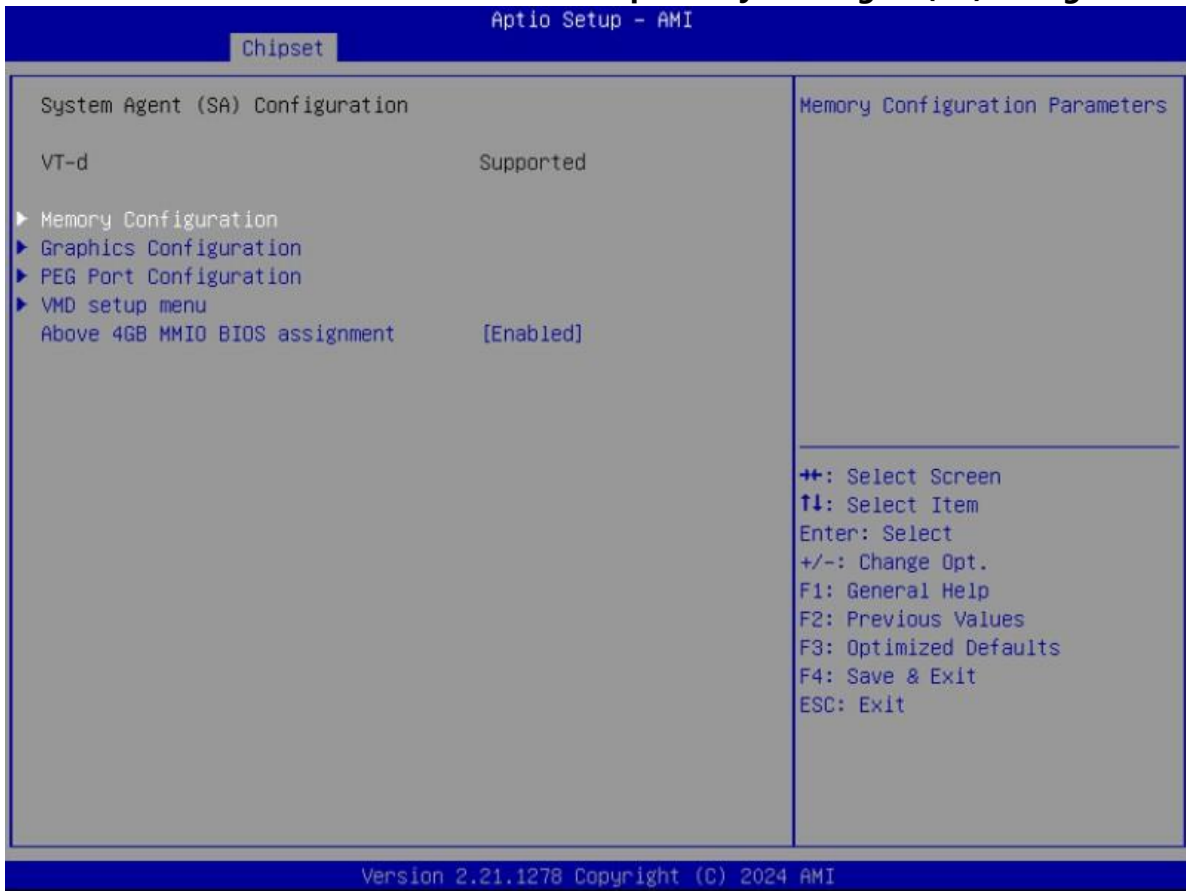 Aptio Setup – AMI
Chipset
System Agent (SA) Configuration
VT-d Supported
Memory Configuration
Graphics Configuration
PEG Port Configuration
VMD setup menu
Above 4GB MMIO BIOS assignment [Enabled]
Memory Configuration Parameters
→←: Select Screen
↑↓: Select Item
Enter: Select
+/-: Change Opt.
F1: General Help
F2: Previous Values
F3: Optimized Defaults
F4: Save & Exit
ESC: Exit
Version 2.21.1278 Copyright (C) 2024 AMI